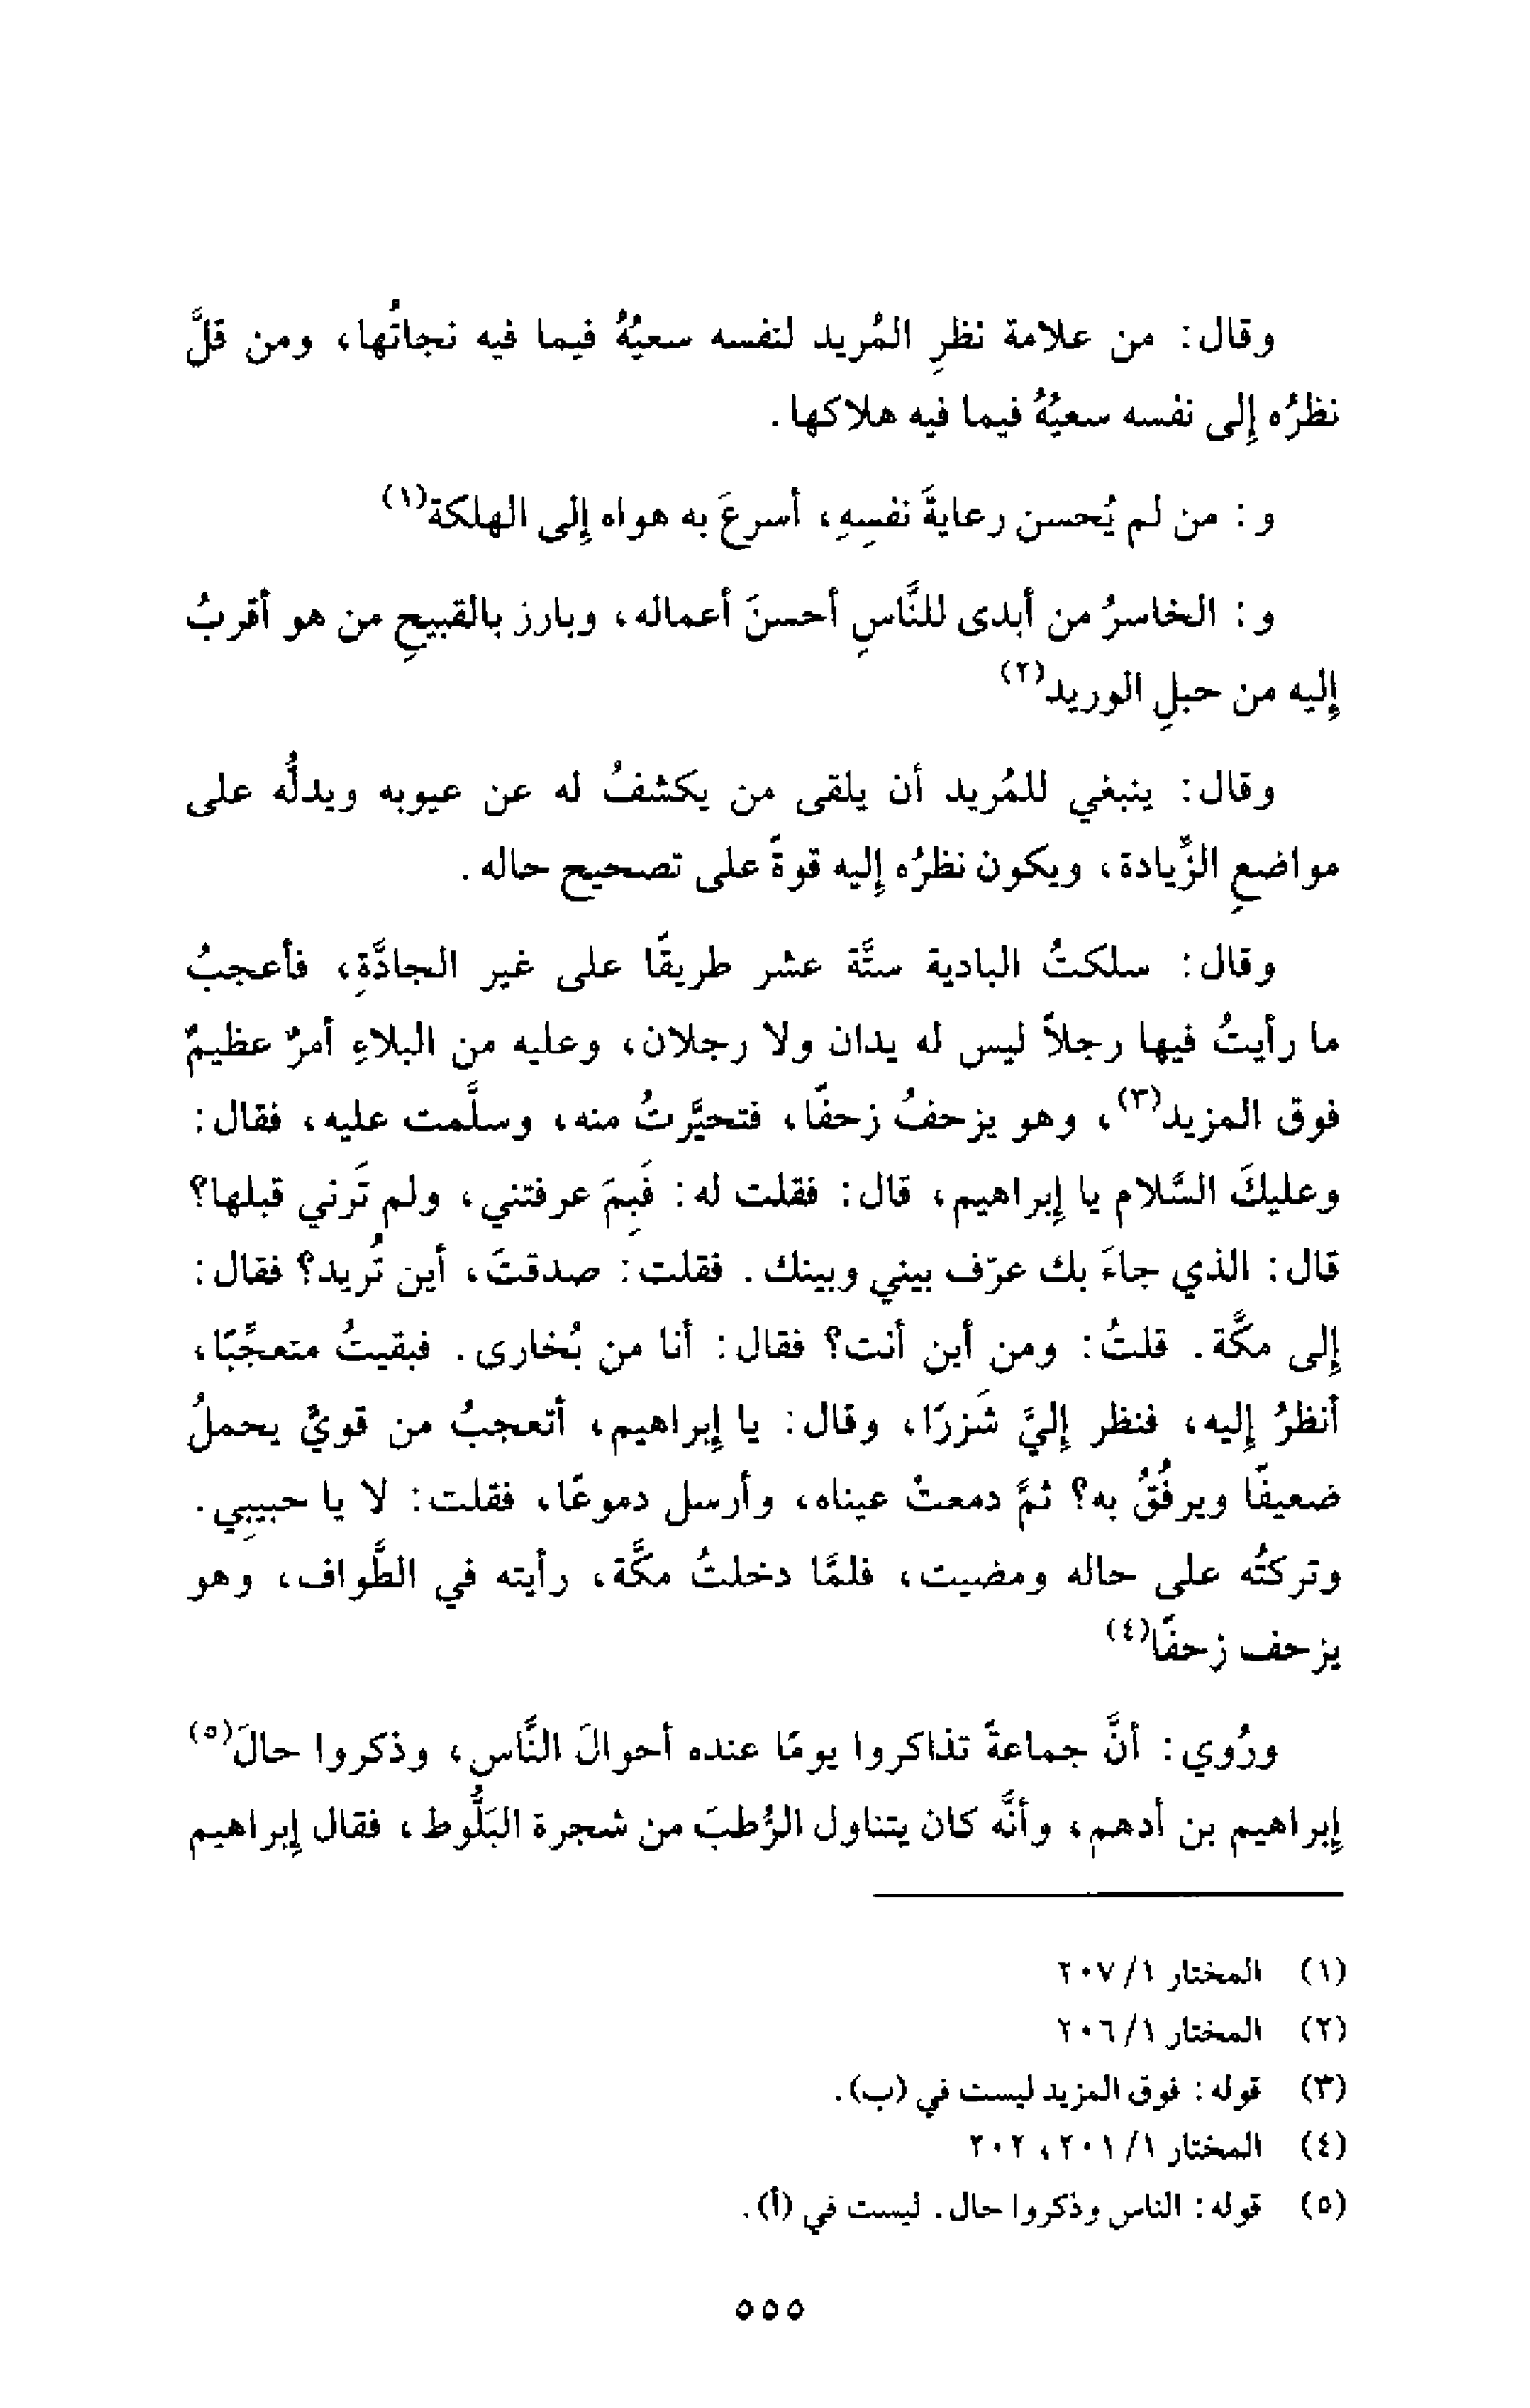 وقال: من علامة نظرِ المُريد لنفسه سعيُهُ فيما فيه نجاتُها، ومن قلَّ
نظرُه إلى نفسه سعيُهُ فيما فيه هلاكها.
و: من لم يُحسن رعايةَ نفسِهِ، أسرعَ به هواه إلى الهلكة(١)
و: الخاسرُ من أبدى للنَّاسِ أحسنَ أعماله، وبارز بالقبيحِ من هو أقربُ
إليه من حبلِ الوريد(٢)
وقال: ينبغي للمُريد أن يلقى من يكشفُ له عن عيوبه ويدلُّه على
مواضعِ الزِّيادة، ويكون نظرُه إليه قوةً على تصحيح حاله.
وقال: سلكتُ البادية ستَّة عشر طريقًا على غير الجادَّةِ، فأعجبُ
ما رأيتُ فيها رجلاً ليس له يدان ولا رجلان، وعليه من البلاءِ أمرٌ عظيمٌ
فوق المزيد(٣)، وهو يزحفُ زحفًا، فتحيَّرتُ منه، وسلَّمت عليه، فقال:
وعليكَ السَّلام يا إبراهيم، قال: فقلت له: فَبِمَ عرفتني، ولم تَرني قبلها؟
قال: الذي جاءَ بك عرّف بيني وبينك. فقلت: صدقتَ، أين تُريد؟ فقال:
إلى مكَّة. قلتُ: ومن أين أنت؟ فقال: أنا من بُخارى. فبقيتُ متعجِّبًا،
أنظرُ إليه، فنظر إليَّ شَزرًا، وقال: يا إبراهيم، أتعجبُ من قويٍّ يحملُ
ضعيفًا ويرفُقُ به؟ ثمَّ دمعتْ عيناه، وأرسل دموعًا، فقلت: لا يا حبيبِي.
وتركتُه على حاله ومضيت، فلمَّا دخلتُ مكَّة، رأيته في الطَّواف، وهو
يزحف زحفًا(٤)
ورُوي: أنَّ جماعةً تذاكروا يومًا عنده أحوالَ النَّاس، وذكروا حالَ(٥)
إبراهيم بن أدهم، وأنَّه كان يتناول الرُّطبَ من شجرة البَلُّوط، فقال إبراهيم
(١) المختار ١/ ٢٠٧
(٢) المختار ١/ ٢٠٦
(٣) قوله: فوق المزيد ليست في (ب).
(٤) المختار ١/ ٢٠١، ٢٠٢
(٥) قوله: الناس وذكروا حال. ليست في (أ).
٥٥٥